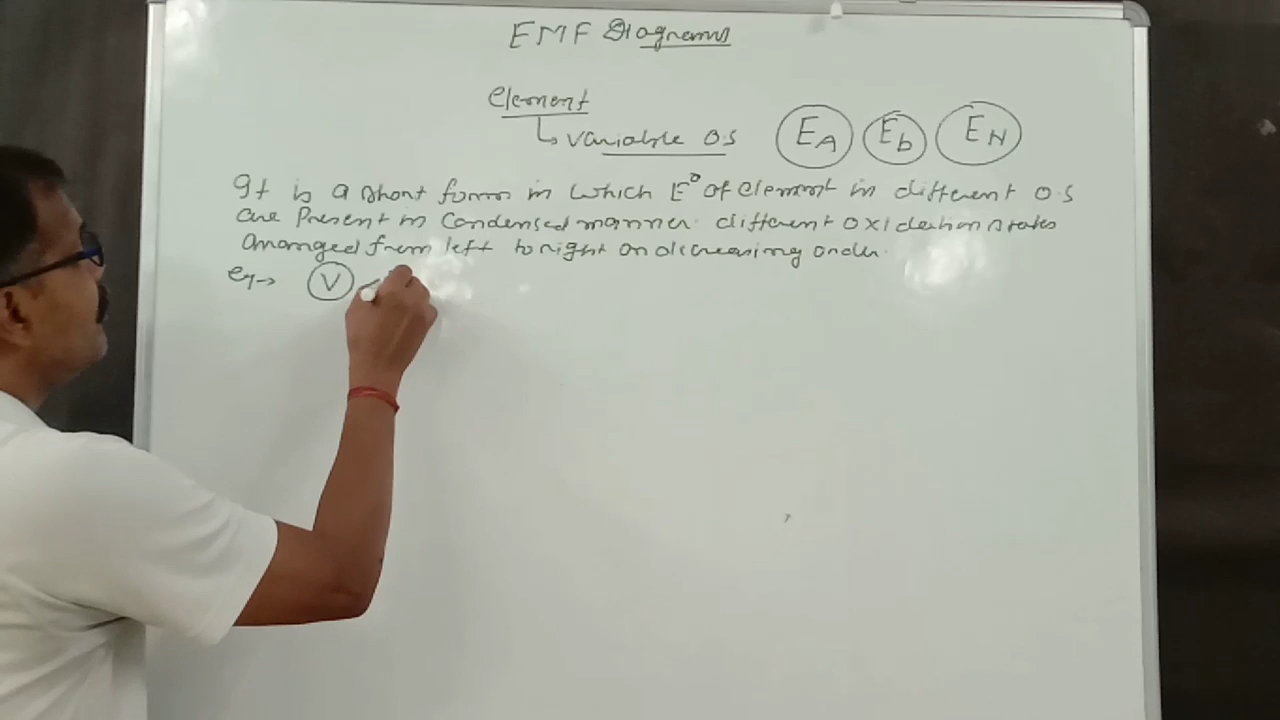 EMF Diagrams
Element
↳ variable O.S EA Eb EN
It is a short form in which E° of element in different O.S
are Present in Condensed manner. different oxidation states
arranged from left to right on decreasing order.
eg → V